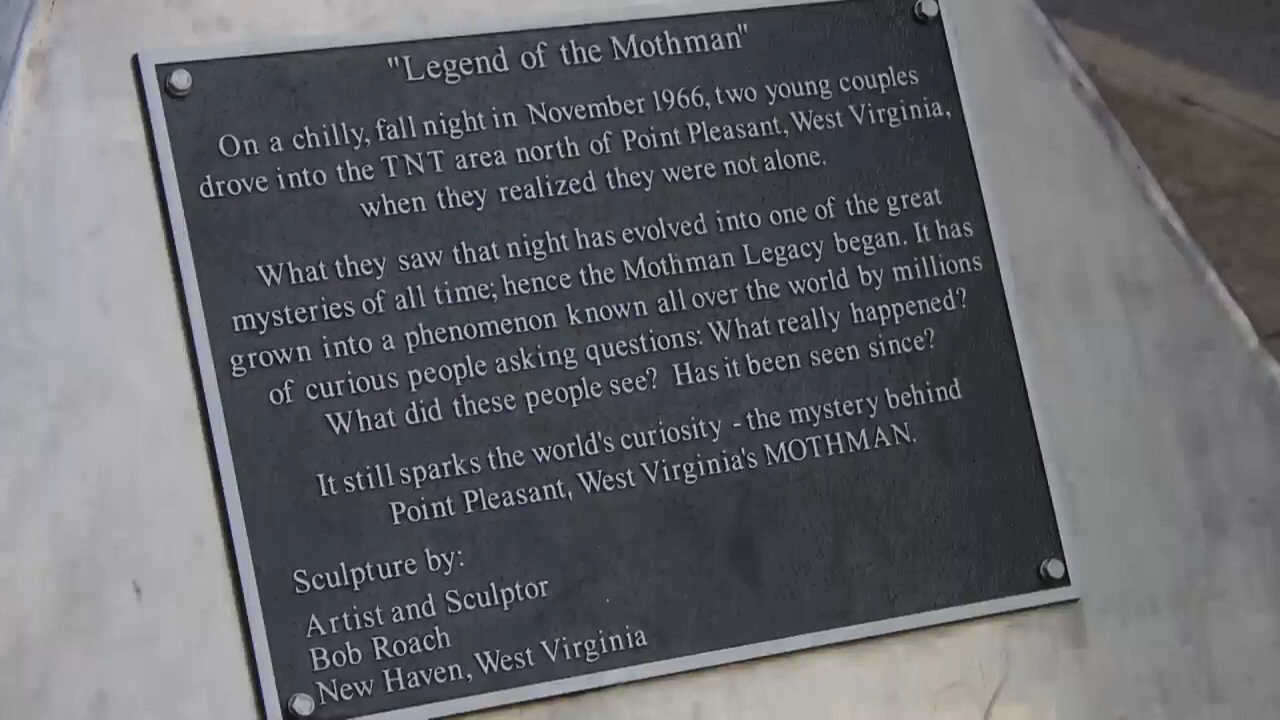 "Legend of the Mothman"
On a chilly, fall night in November 1966, two young couples
drove into the TNT area north of Point Pleasant, West Virginia,
when they realized they were not alone.
What they saw that night has evolved into one of the great
mysteries of all time; hence the Mothman Legacy began. It has
grown into a phenomenon known all over the world by millions
of curious people asking questions: What really happened?
What did these people see? Has it been seen since?
It still sparks the world's curiosity - the mystery behind
Point Pleasant, West Virginia's MOTHMAN.
Sculpture by:
Artist and Sculptor
Bob Roach
New Haven, West Virginia